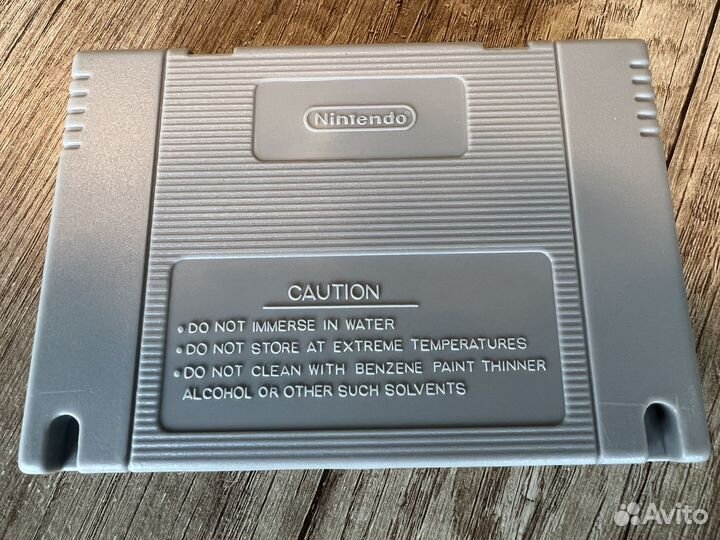 Nintendo
CAUTION
• DO NOT IMMERSE IN WATER
• DO NOT STORE AT EXTREME TEMPERATURES
• DO NOT CLEAN WITH BENZENE PAINT THINNER
ALCOHOL OR OTHER SUCH SOLVENTS
Avito